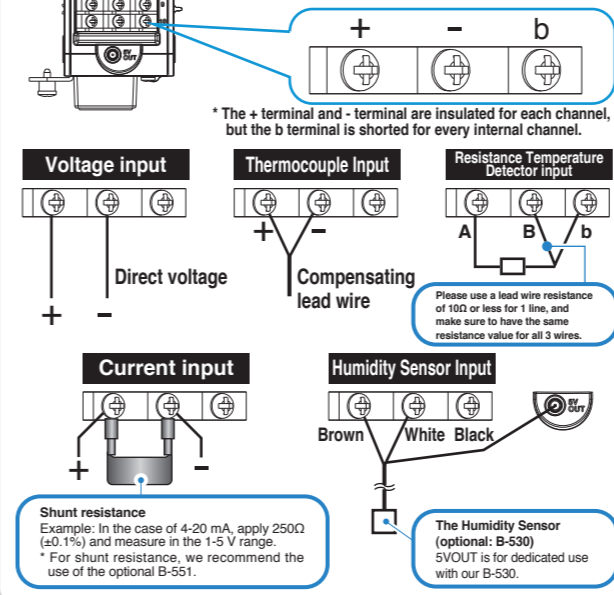 5V
OUT
+ − b
* The + terminal and - terminal are insulated for each channel,
but the b terminal is shorted for every internal channel.
Voltage input
+ −
Direct voltage
Thermocouple Input
+ −
Compensating
lead wire
Resistance Temperature
Detector input
A B b
Please use a lead wire resistance
of 10Ω or less for 1 line, and
make sure to have the same
resistance value for all 3 wires.
Current input
+ −
Shunt resistance
Example: In the case of 4-20 mA, apply 250Ω
(±0.1%) and measure in the 1-5 V range.
* For shunt resistance, we recommend the
use of the optional B-551.
Humidity Sensor Input
Brown White Black
5V
OUT
The Humidity Sensor
(optional: B-530)
5VOUT is for dedicated use
with our B-530.